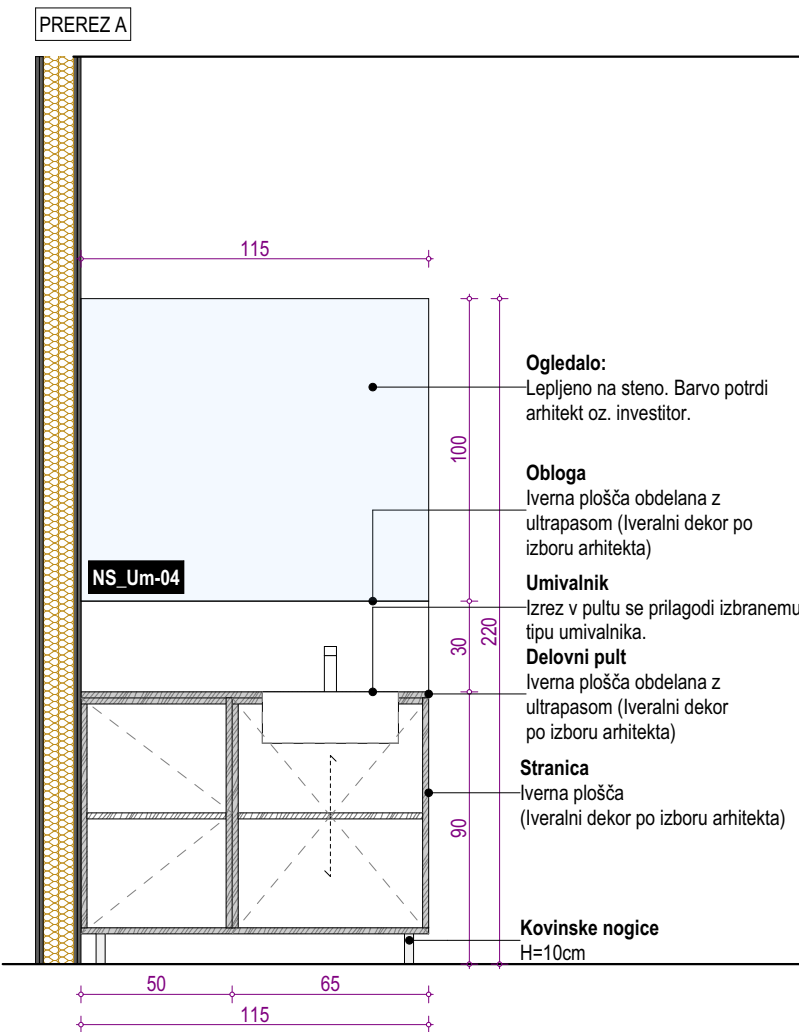 PREREZ A
115
Ogledalo:
Lepljeno na steno. Barvo potrdi
arhitekt oz. investitor.
100
Obloga
Iverna plošča obdelana z
ultrapasom (Iveralni dekor po
izboru arhitekta)
NS_Um-04
Umivalnik
Izrez v pultu se prilagodi izbranemu
tipu umivalnika.
30
220
Delovni pult
Iverna plošča obdelana z
ultrapasom (Iveralni dekor
po izboru arhitekta)
Stranica
Iverna plošča
(Iveralni dekor po izboru arhitekta)
90
Kovinske nogice
H=10cm
50 65
115